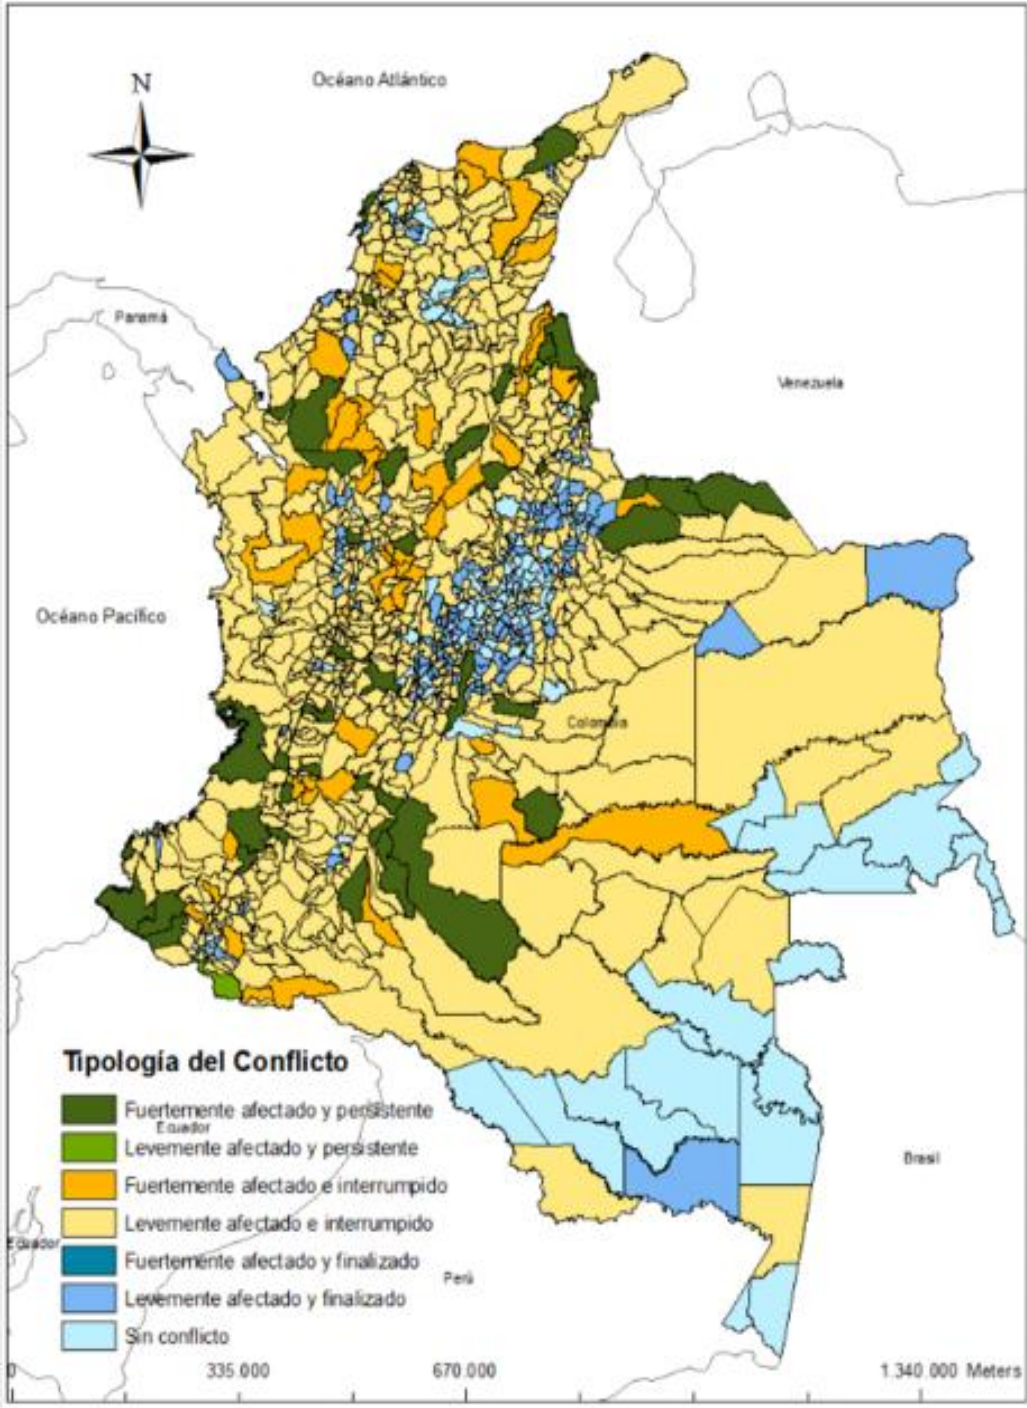 Océano Atlántico
N
Panamá
Venezuela
Océano Pacífico
Colombia
Tipología del Conflicto
Fuertemente afectado y persistente
Ecuador
Levemente afectado y persistente
Fuertemente afectado e interrumpido
Brasil
Levemente afectado e interrumpido
Ecuador
Fuertemente afectado y finalizado
Perú
Levemente afectado y finalizado
Sin conflicto
0 335.000 670.000 1.340.000 Meters